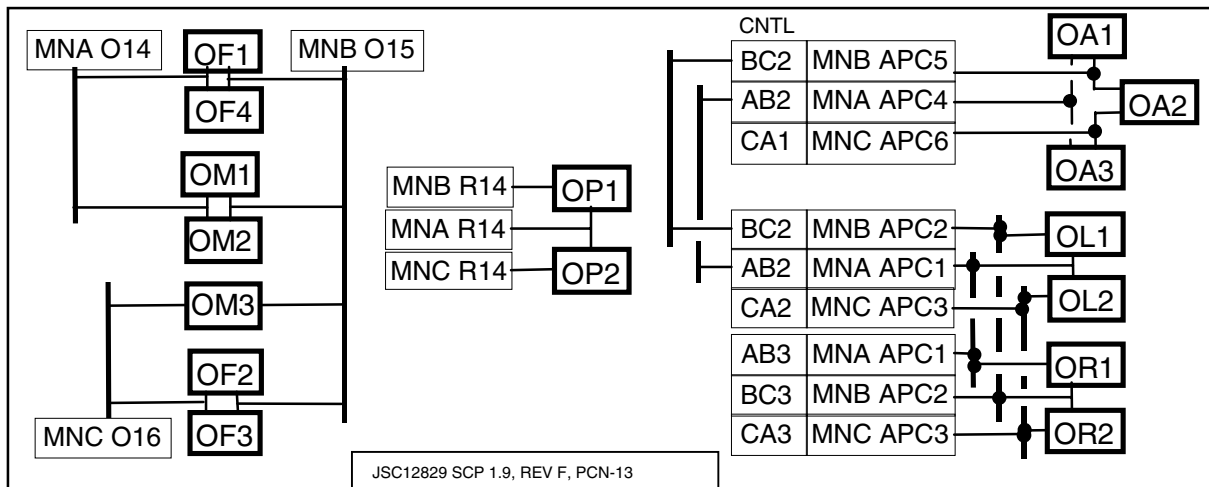 MNA O14
OF1
MNB O15
OF4
OM1
OM2
OM3
OF2
MNC O16
OF3
MNB R14
OP1
MNA R14
MNC R14
OP2
CNTL
BC2 MNB APC5
AB2 MNA APC4
CA1 MNC APC6
OA1
OA2
OA3
BC2 MNB APC2
AB2 MNA APC1
CA2 MNC APC3
OL1
OL2
AB3 MNA APC1
BC3 MNB APC2
CA3 MNC APC3
OR1
OR2
JSC12829 SCP 1.9, REV F, PCN-13